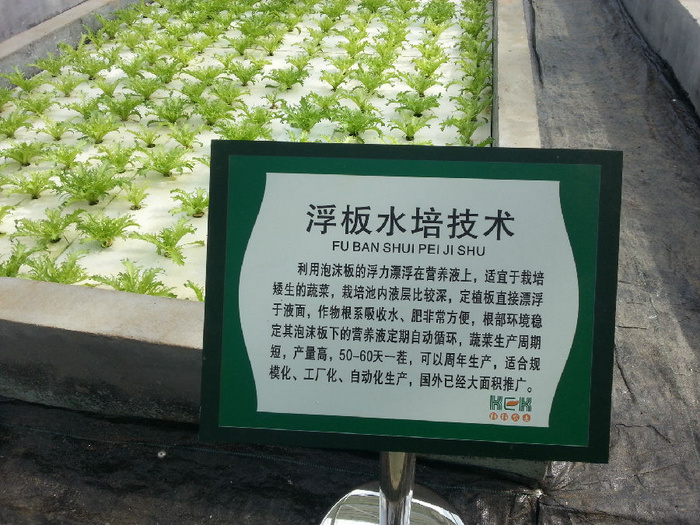 浮板水培技术
FU BAN SHUI PEI JI SHU
利用泡沫板的浮力漂浮在营养液上，适宜于栽培
矮生的蔬菜，栽培池内液层比较深，定植板直接漂浮
于液面，作物根系吸收水、肥非常方便，根部环境稳
定其泡沫板下的营养液定期自动循环，蔬菜生产周期
短，产量高，50-60天一茬，可以周年生产，适合规
模化、工厂化、自动化生产，国外已经大面积推广。